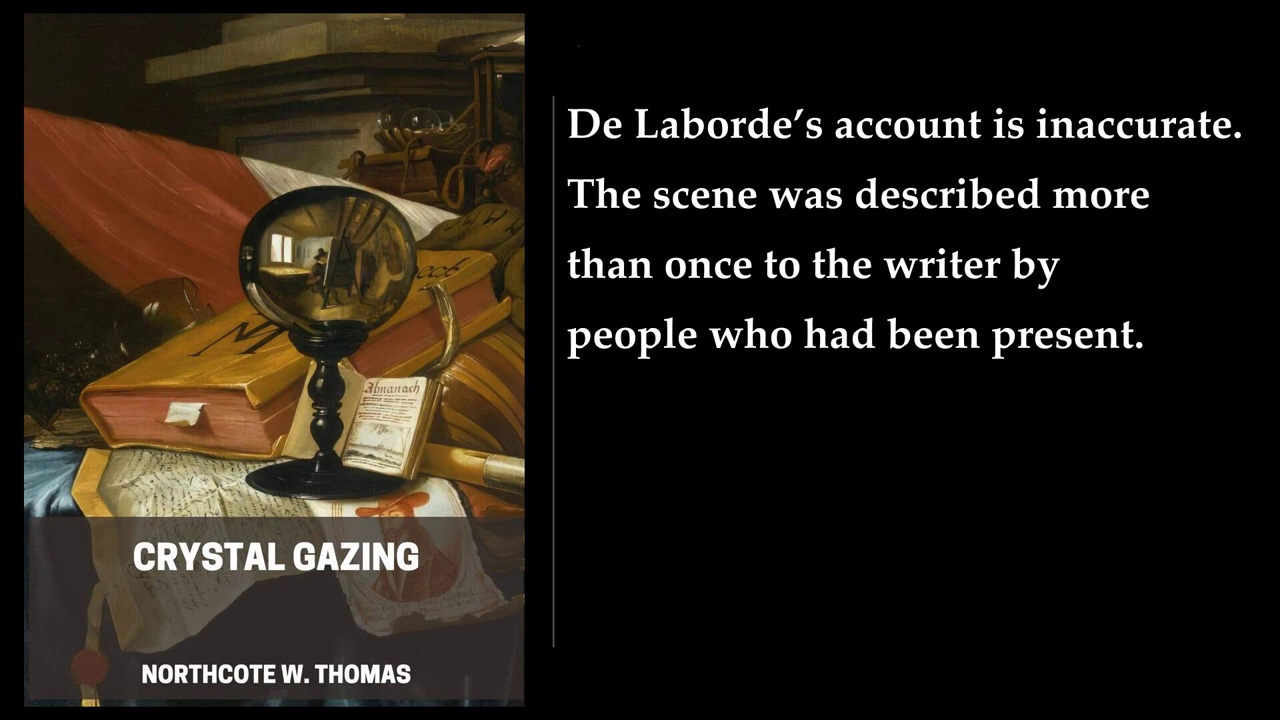 De Laborde’s account is inaccurate.
The scene was described more
than once to the writer by
people who had been present.
Almanach
M
CRYSTAL GAZING
NORTHCOTE W. THOMAS